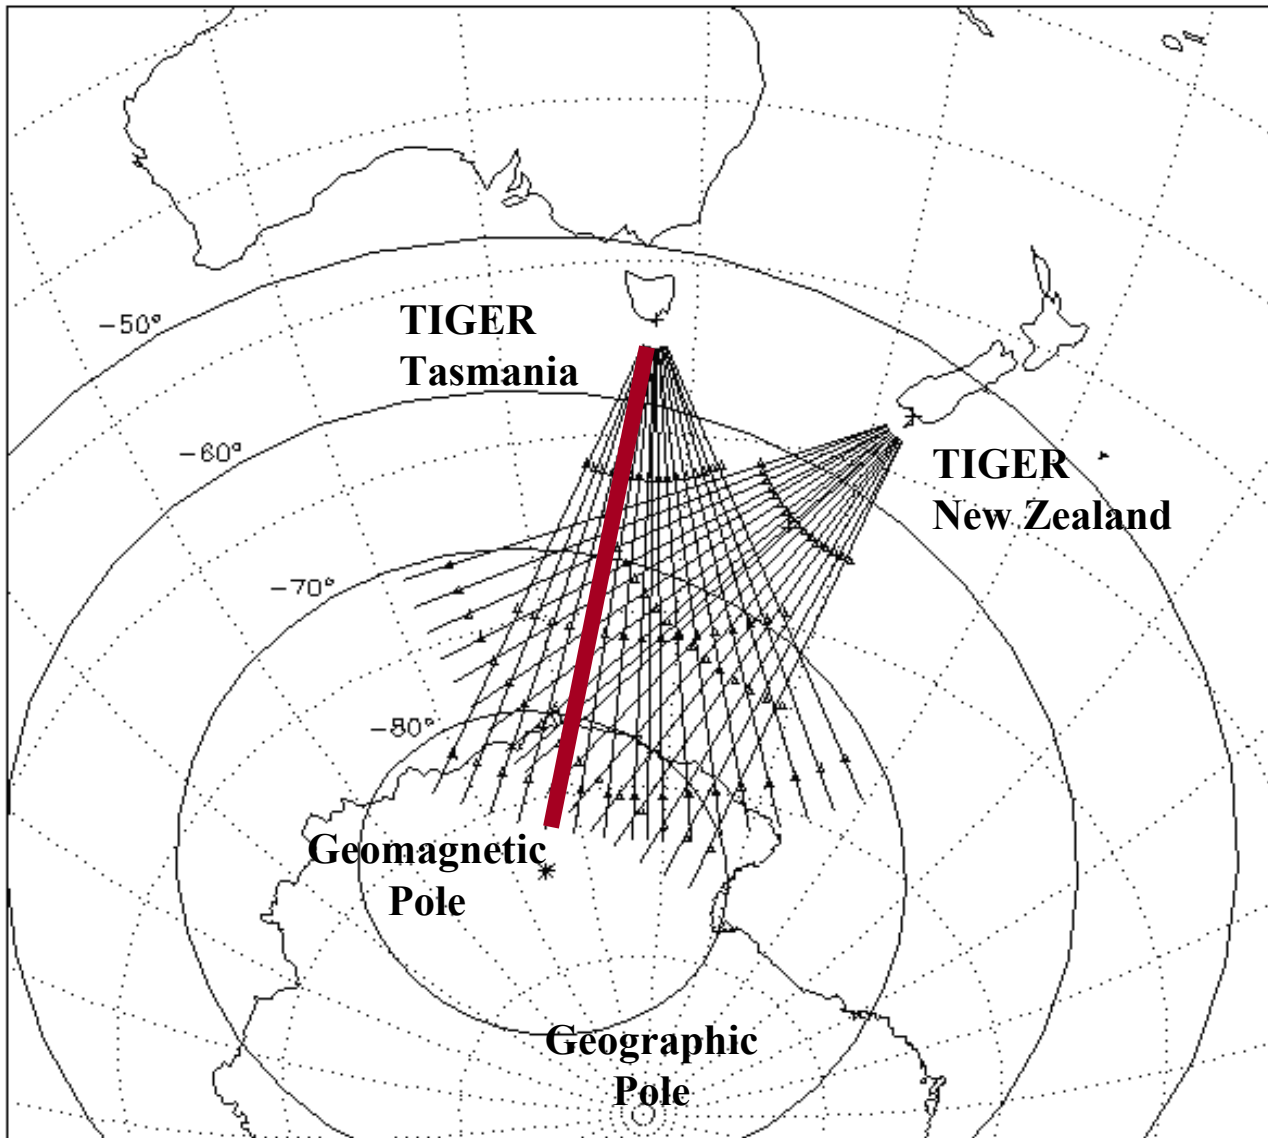 -50°
TIGER
Tasmania
-60°
TIGER
New Zealand
-70°
-80°
Geomagnetic
Pole
Geographic
Pole